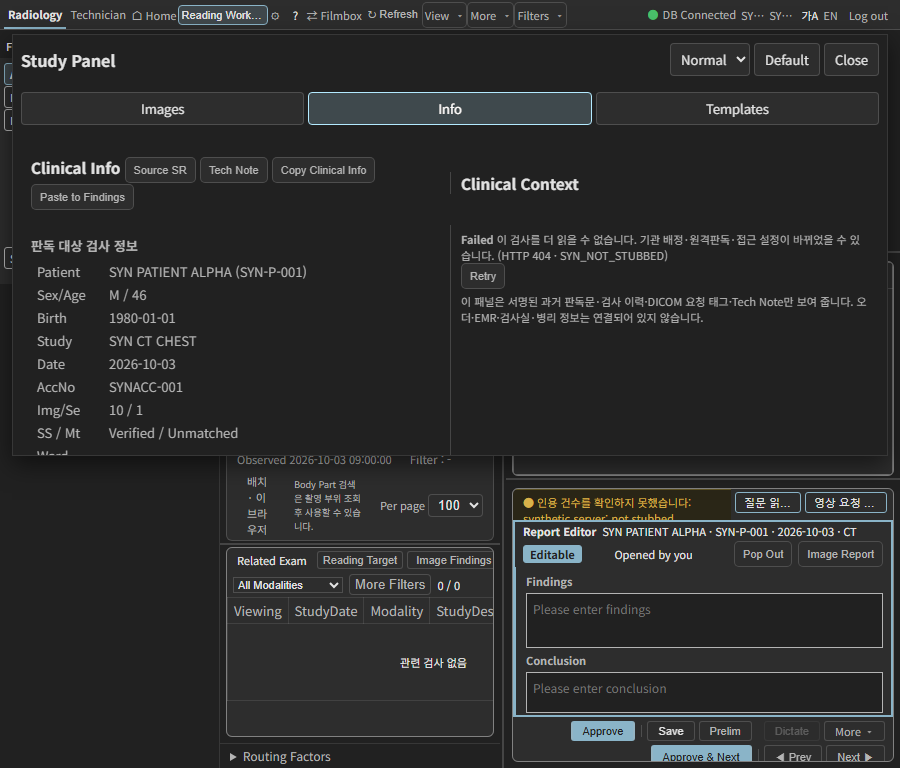 Radiology Technician Home Reading Work... ? Filmbox Refresh View More Filters DB Connected SY··· SY··· 가A EN Log out
Study Panel Normal Default Close
Images Info Templates
Clinical Info Source SR Tech Note Copy Clinical Info
Paste to Findings
판독 대상 검사 정보
Patient SYN PATIENT ALPHA (SYN-P-001)
Sex/Age M / 46
Birth 1980-01-01
Study SYN CT CHEST
Date 2026-10-03
AccNo SYNACC-001
Img/Se 10 / 1
SS / Mt Verified / Unmatched
Clinical Context
Failed 이 검사를 더 읽을 수 없습니다. 기관 배정·원격판독·접근 설정이 바뀌었을 수 있
습니다. (HTTP 404 · SYN_NOT_STUBBED)
Retry
이 패널은 서명된 과거 판독문·검사 이력·DICOM 요청 태그·Tech Note만 보여 줍니다. 오
더·EMR·검사실·병리 정보는 연결되어 있지 않습니다.
Observed 2026-10-03 09:00:00 Filter : -
배치
· 이
브라
우저
Body Part 검색
은 촬영 부위 조회
후 사용할 수 있습
니다.
Per page 100
Related Exam Reading Target Image Findings
All Modalities More Filters 0 / 0
Viewing StudyDate Modality StudyDes
관련 검사 없음
Routing Factors
인용 건수를 확인하지 못했습니다: 질문 읽... 영상 요청 ...
synthetic server: not stubbed
Report Editor SYN PATIENT ALPHA · SYN-P-001 · 2026-10-03 · CT
Editable Opened by you Pop Out Image Report
Findings
Please enter findings
Conclusion
Please enter conclusion
Approve Save Prelim Dictate More
Approve & Next Prev Next